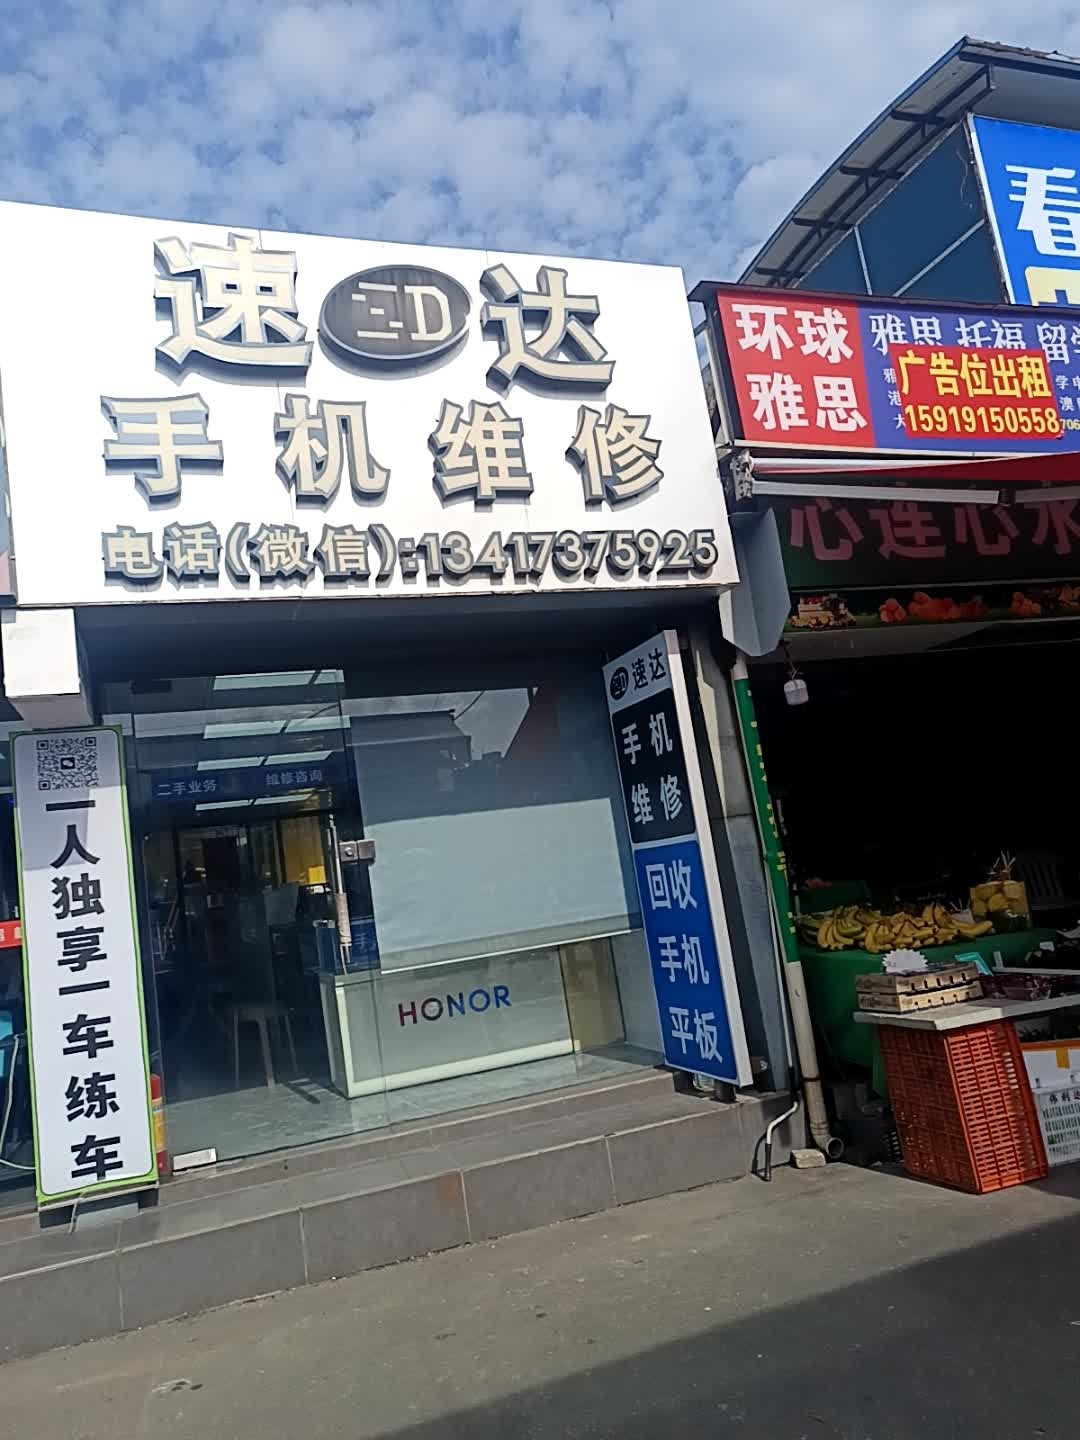 速达
手机维修
电话(微信):13417375925
速达
手机
维修
回收
手机
平板
二手业务
维修咨询
HONOR
一人独享一车练车
环球
雅思
雅思 托福 留学
广告位出租
15919150558
心连心水
看